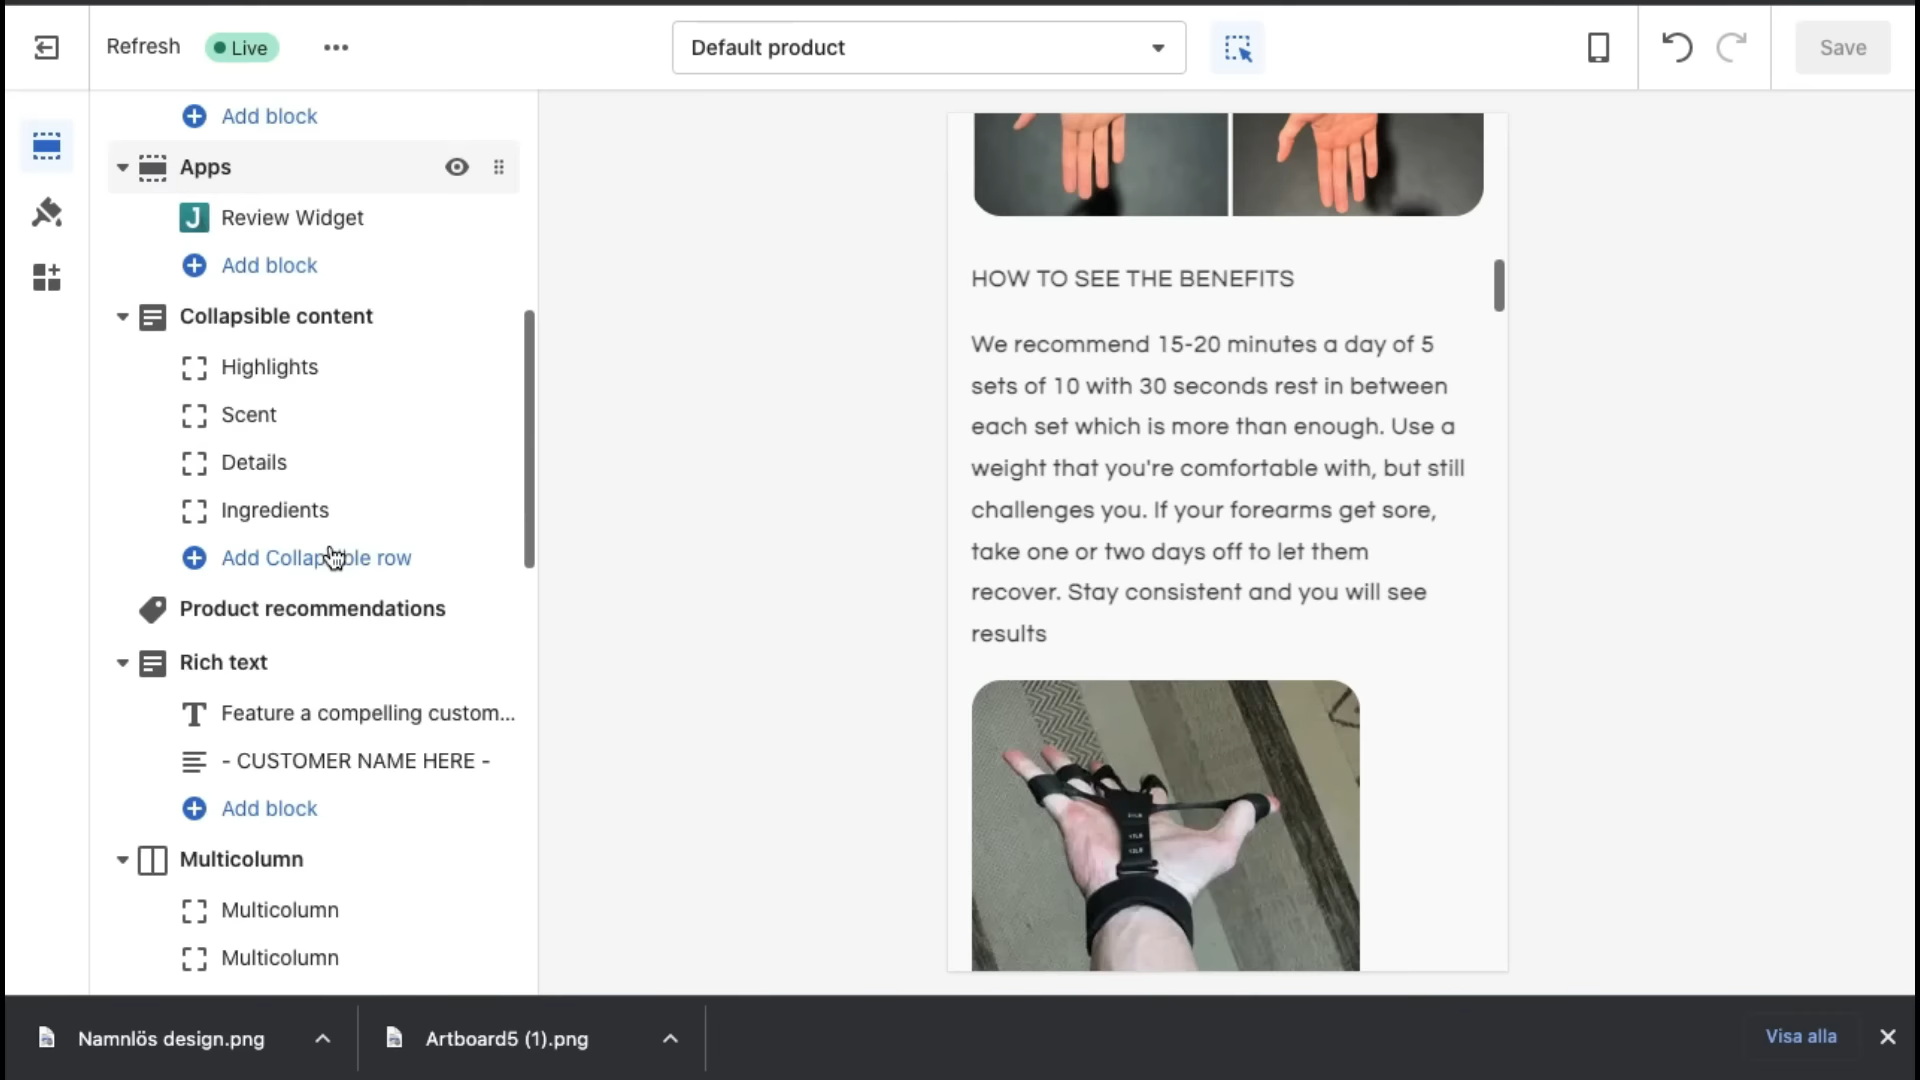 Refresh
Live
Default product
Save
Add block
Apps
Review Widget
Add block
Collapsible content
Highlights
Scent
Details
Ingredients
Add Collapsible row
Product recommendations
Rich text
Feature a compelling custom...
- CUSTOMER NAME HERE -
Add block
Multicolumn
Multicolumn
Multicolumn
HOW TO SEE THE BENEFITS
We recommend 15-20 minutes a day of 5
sets of 10 with 30 seconds rest in between
each set which is more than enough. Use a
weight that you're comfortable with, but still
challenges you. If your forearms get sore,
take one or two days off to let them
recover. Stay consistent and you will see
results
Namnlös design.png
Artboard5 (1).png
Visa alla